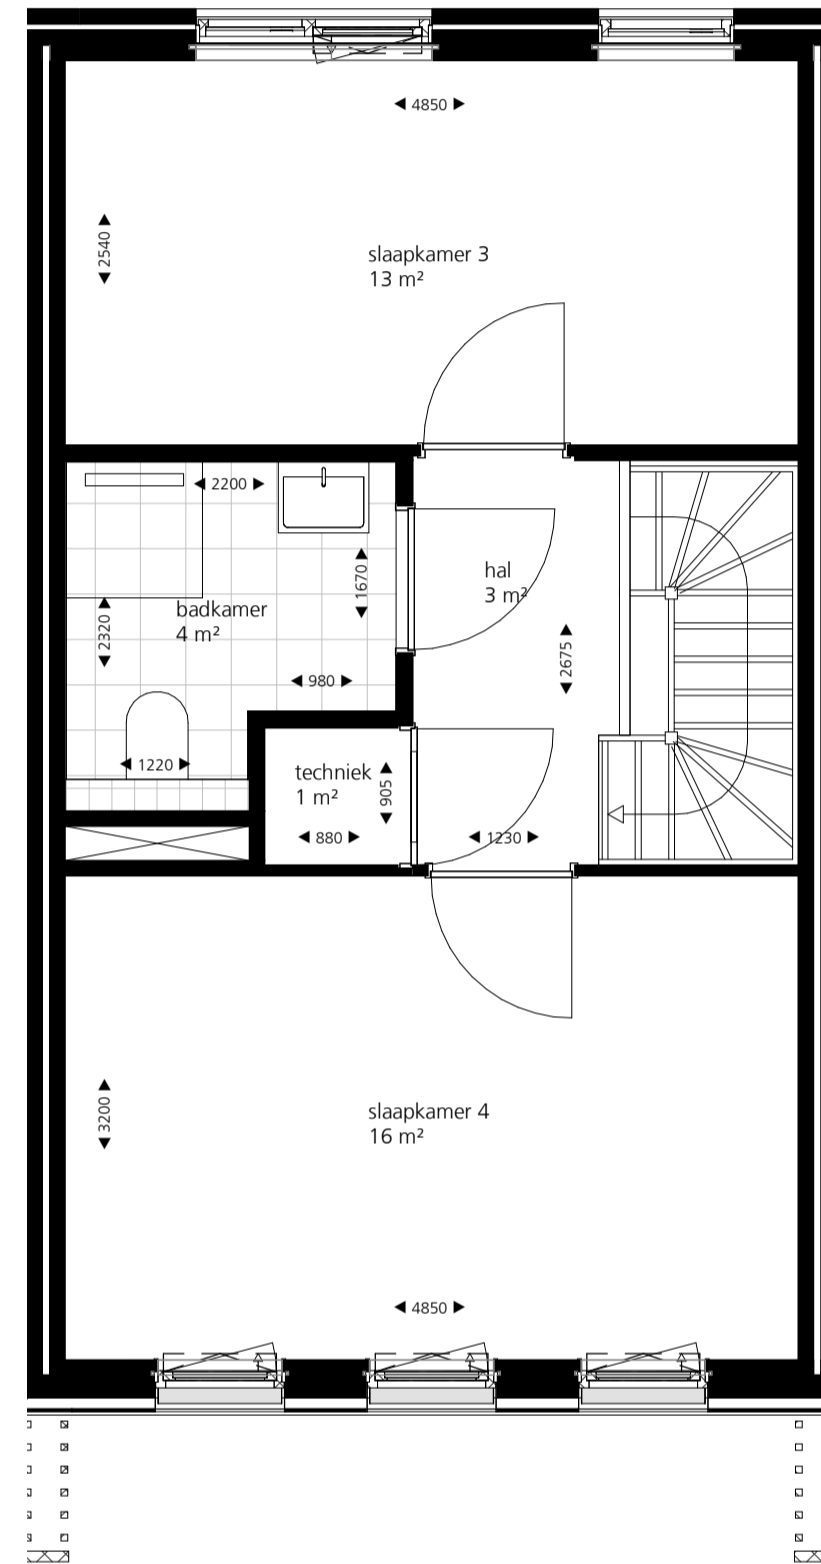 4850
2540
slaapkamer 3
13 m²
2200
1670
hal
3 m²
badkamer
4 m²
2320
2675
980
1220
techniek
1 m²
905
880
1230
3200
slaapkamer 4
16 m²
4850